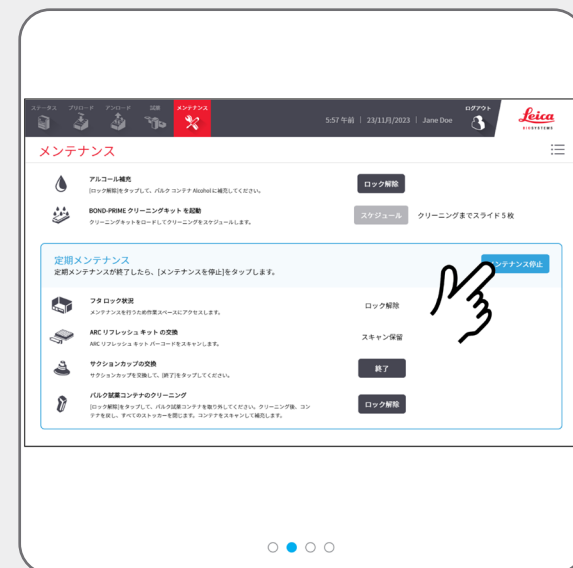 ステータス プリロード アンロード 試薬 メンテナンス
5:57 午前 | 23/11月/2023 | Jane Doe
ログアウト
Leica
BIOSYSTEMS
メンテナンス
アルコール補充
[ロック解除]をタップして、バルク コンテナ Alcohol に補充してください。
ロック解除
BOND-PRIME クリーニングキット を起動
クリーニングキットをロードしてクリーニングをスケジュールします。
スケジュール
クリーニングまでスライド 5 枚
定期メンテナンス
定期メンテナンスが終了したら、[メンテナンスを停止]をタップします。
メンテナンス停止
フタ ロック状況
メンテナンスを行うため作業スペースにアクセスします。
ロック解除
ARC リフレッシュ キット の交換
ARC リフレッシュ キット バーコードをスキャンします。
スキャン保留
サクションカップの交換
サクションカップを交換して、[終了]をタップしてください。
終了
バルク試薬コンテナのクリーニング
[ロック解除]をタップして、バルク試薬コンテナを取り外してください。クリーニング後、コン
テナを戻し、すべてのストッカーを閉じます。コンテナをスキャンして補充します。
ロック解除